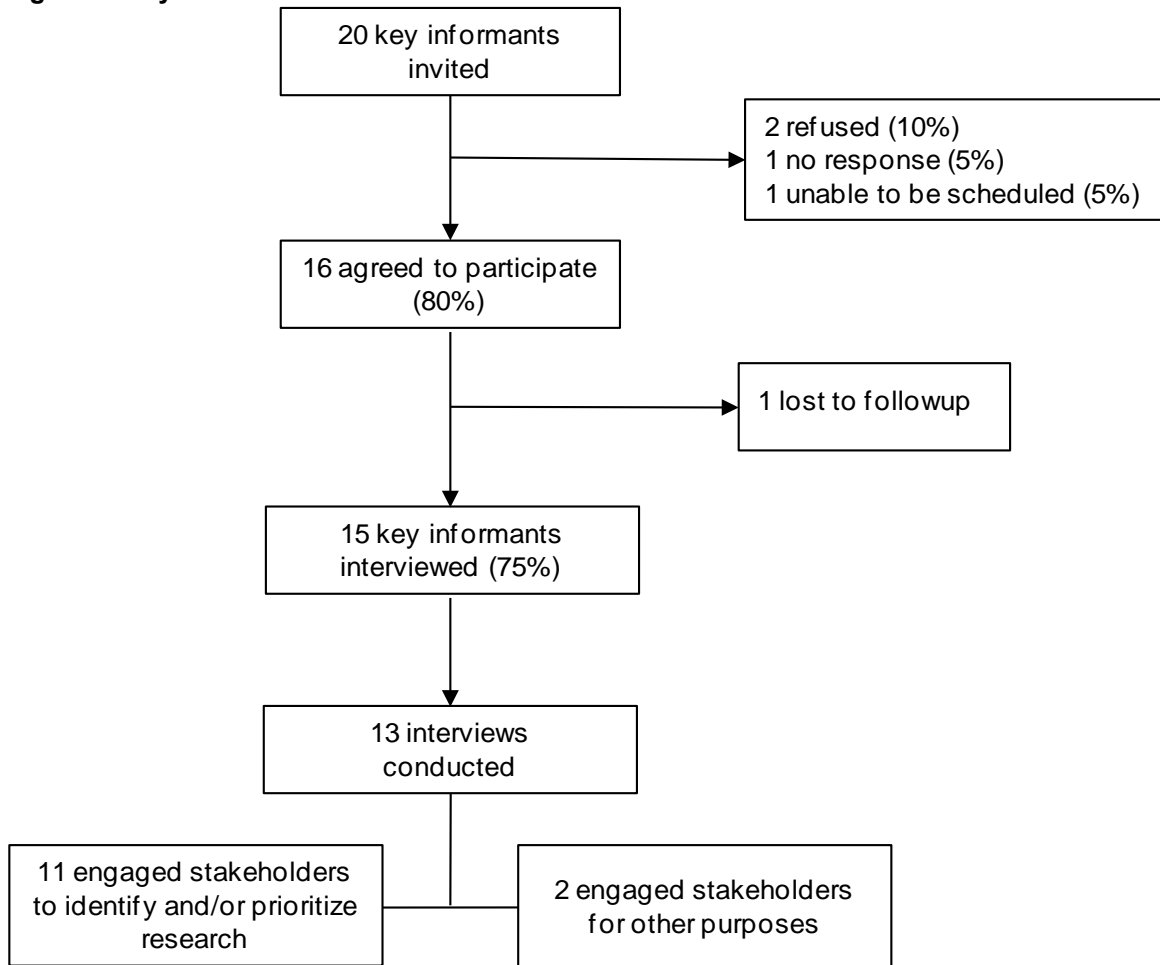 20 key informants
invited
2 refused (10%)
1 no response (5%)
1 unable to be scheduled (5%)
16 agreed to participate
(80%)
1 lost to followup
15 key informants
interviewed (75%)
13 interviews
conducted
11 engaged stakeholders
to identify and/or prioritize
research
2 engaged stakeholders
for other purposes